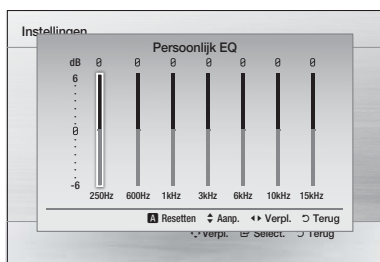 Instellingen
Persoonlijk EQ
dB 0 0 0 0 0 0 0
6
0
-6
250Hz 600Hz 1kHz 3kHz 6kHz 10kHz 15kHz
A Resetten Aanp. Verpl. Terug
Verpl. Select. Terug